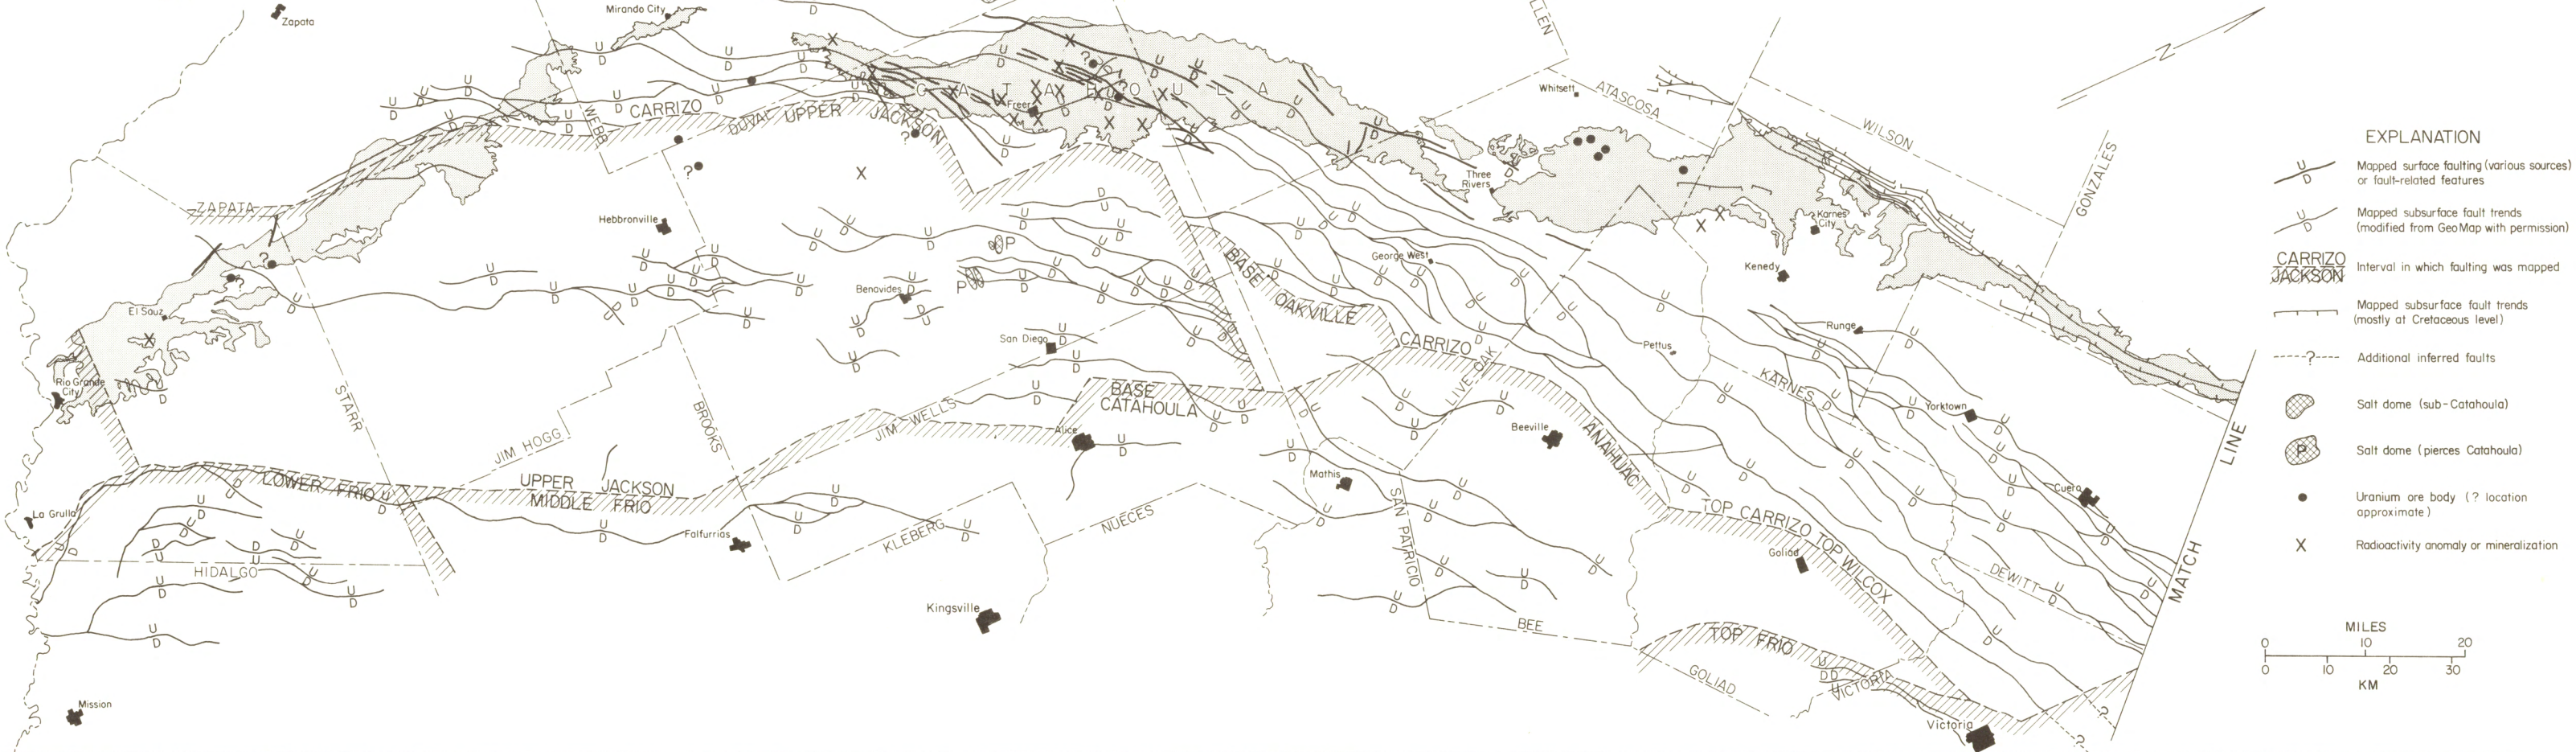 Zapata
Mirando City
LLEN
N
Whitsett
ATASCOSA
WILSON
GONZALES
CATAHOULA
Freer
WEBB
CARRIZO
DUVAL
UPPER JACKSON
?
?
?
ZAPATA
Hebbronville
Three
Rivers
Karnes
City
Kenedy
George West
BASE OAKVILLE
Benavides
P
P
?
?
El Sauz
San Diego
CARRIZO
Pettus
Runge
Rio Grande
City
STARR
JIM HOGG
BROOKS
JIM WELLS
BASE
CATAHOULA
Alice
LIVE OAK
Beeville
KARNES
Yorktown
ANAHUAC
Mathis
SAN PATRICIO
LOWER FRIO
UPPER JACKSON
MIDDLE FRIO
La Grulla
Falfurrias
KLEBERG
NUECES
TOP CARRIZO
TOP WILCOX
Goliad
Cuero
DEWITT
HIDALGO
Kingsville
BEE
TOP FRIO
GOLIAD
VICTORIA
Victoria
Mission
?
?
MATCH LINE
EXPLANATION
U
D
Mapped surface faulting (various sources)
or fault-related features
U
D
Mapped subsurface fault trends
(modified from GeoMap with permission)
CARRIZO
JACKSON
Interval in which faulting was mapped
Mapped subsurface fault trends
(mostly at Cretaceous level)
?
Additional inferred faults
Salt dome (sub-Catahoula)
P
Salt dome (pierces Catahoula)
Uranium ore body (? location
approximate)
X
Radioactivity anomaly or mineralization
MILES
0 10 20
0 10 20 30
KM